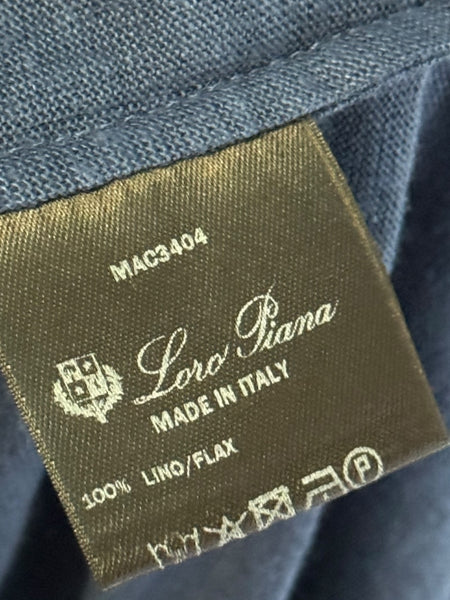 MAC3404
Loro Piana
MADE IN ITALY
100% LINO/FLAX
P